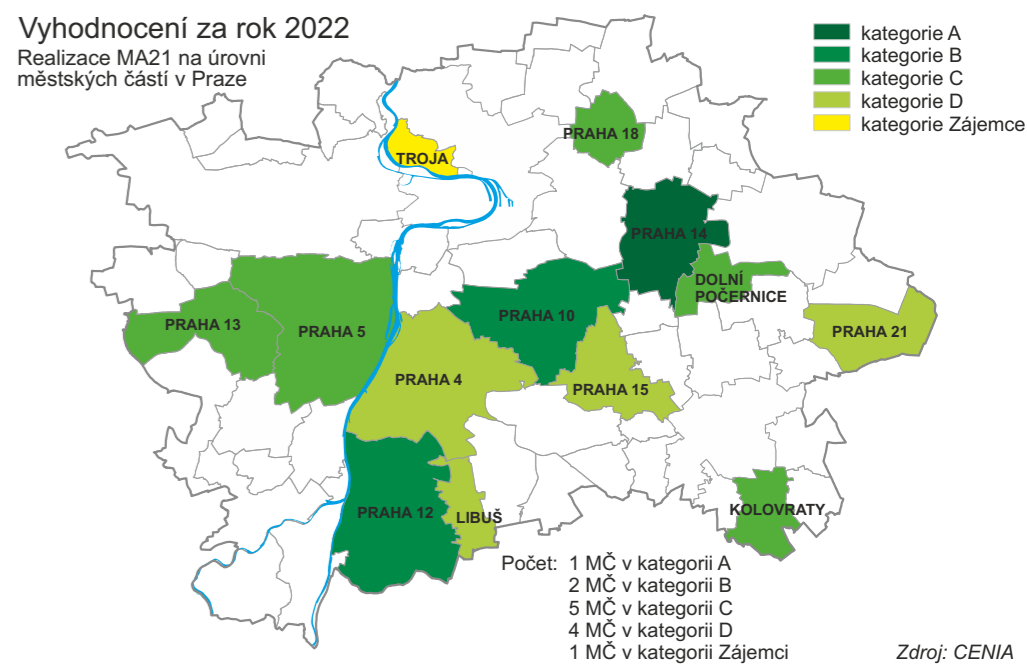 Vyhodnocení za rok 2022
Realizace MA21 na úrovni
městských částí v Praze
kategorie A
kategorie B
kategorie C
kategorie D
kategorie Zájemce
PRAHA 18
TROJA
PRAHA 14
DOLNÍ
POČERNICE
PRAHA 13
PRAHA 5
PRAHA 10
PRAHA 21
PRAHA 4
PRAHA 15
PRAHA 12
LIBUŠ
KOLOVRATY
Počet: 1 MČ v kategorii A
2 MČ v kategorii B
5 MČ v kategorii C
4 MČ v kategorii D
1 MČ v kategorii Zájemci
Zdroj: CENIA